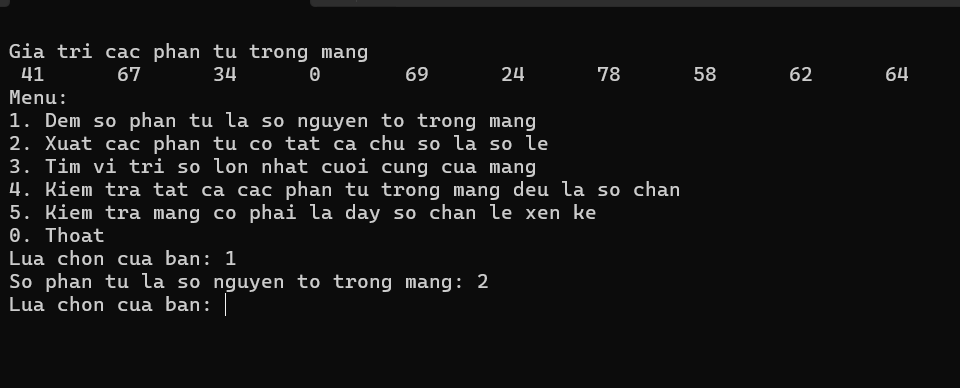 Gia tri cac phan tu trong mang
41 67 34 0 69 24 78 58 62 64
Menu:
1. Dem so phan tu la so nguyen to trong mang
2. Xuat cac phan tu co tat ca chu so la so le
3. Tim vi tri so lon nhat cuoi cung cua mang
4. Kiem tra tat ca cac phan tu trong mang deu la so chan
5. Kiem tra mang co phai la day so chan le xen ke
0. Thoat
Lua chon cua ban: 1
So phan tu la so nguyen to trong mang: 2
Lua chon cua ban: